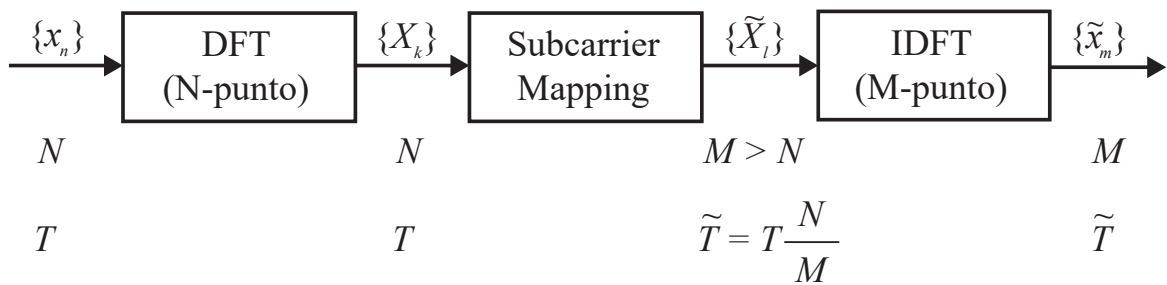 {x_n} DFT (N-punto) {X_k} Subcarrier Mapping {X̃_l} IDFT (M-punto) {x̃_m}
N N M > N M
T T T̃ = T N/M T̃